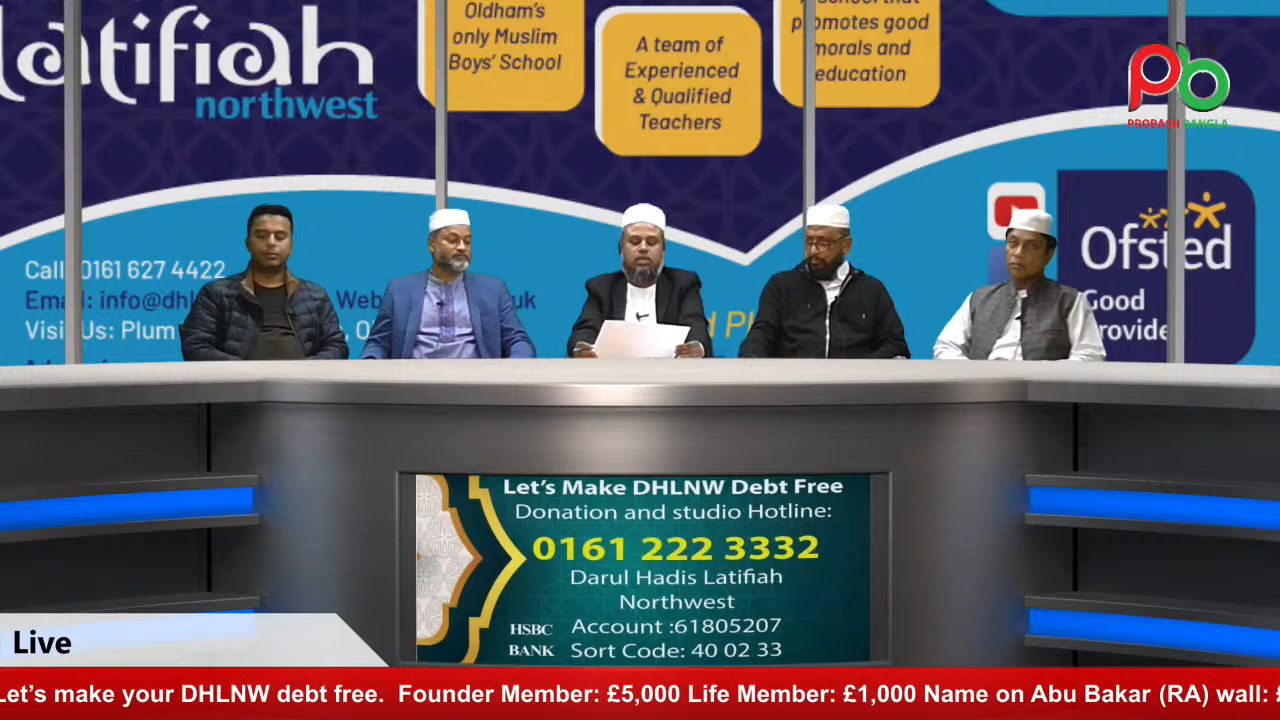 latifiah
northwest
Oldham's
only Muslim
Boys' School
A team of
Experienced
& Qualified
Teachers
promotes good
morals and
education
PB
PROBASH BANGLA
Call: 0161 627 4422
Email: info@dhl
Web
uk
Visit Us: Plum
Ofsted
Good
Provider
Let's Make DHLNW Debt Free
Donation and studio Hotline:
0161 222 3332
Darul Hadis Latifiah
Northwest
HSBC Account :61805207
BANK Sort Code: 40 02 33
Live
Let's make your DHLNW debt free. Founder Member: £5,000 Life Member: £1,000 Name on Abu Bakar (RA) wall: £